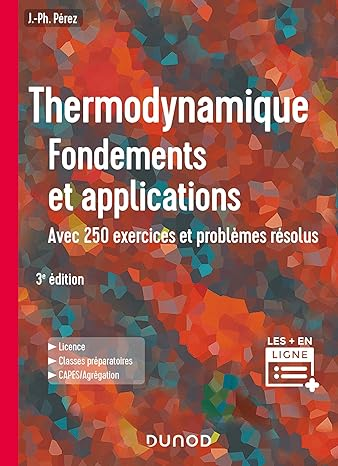 J.-Ph. Pérez
Thermodynamique
Fondements
et applications
Avec 250 exercices et problèmes résolus
3e édition
▶ Licence
▶ Classes préparatoires
▶ CAPES/Agrégation
LES + EN
LIGNE
DUNOD